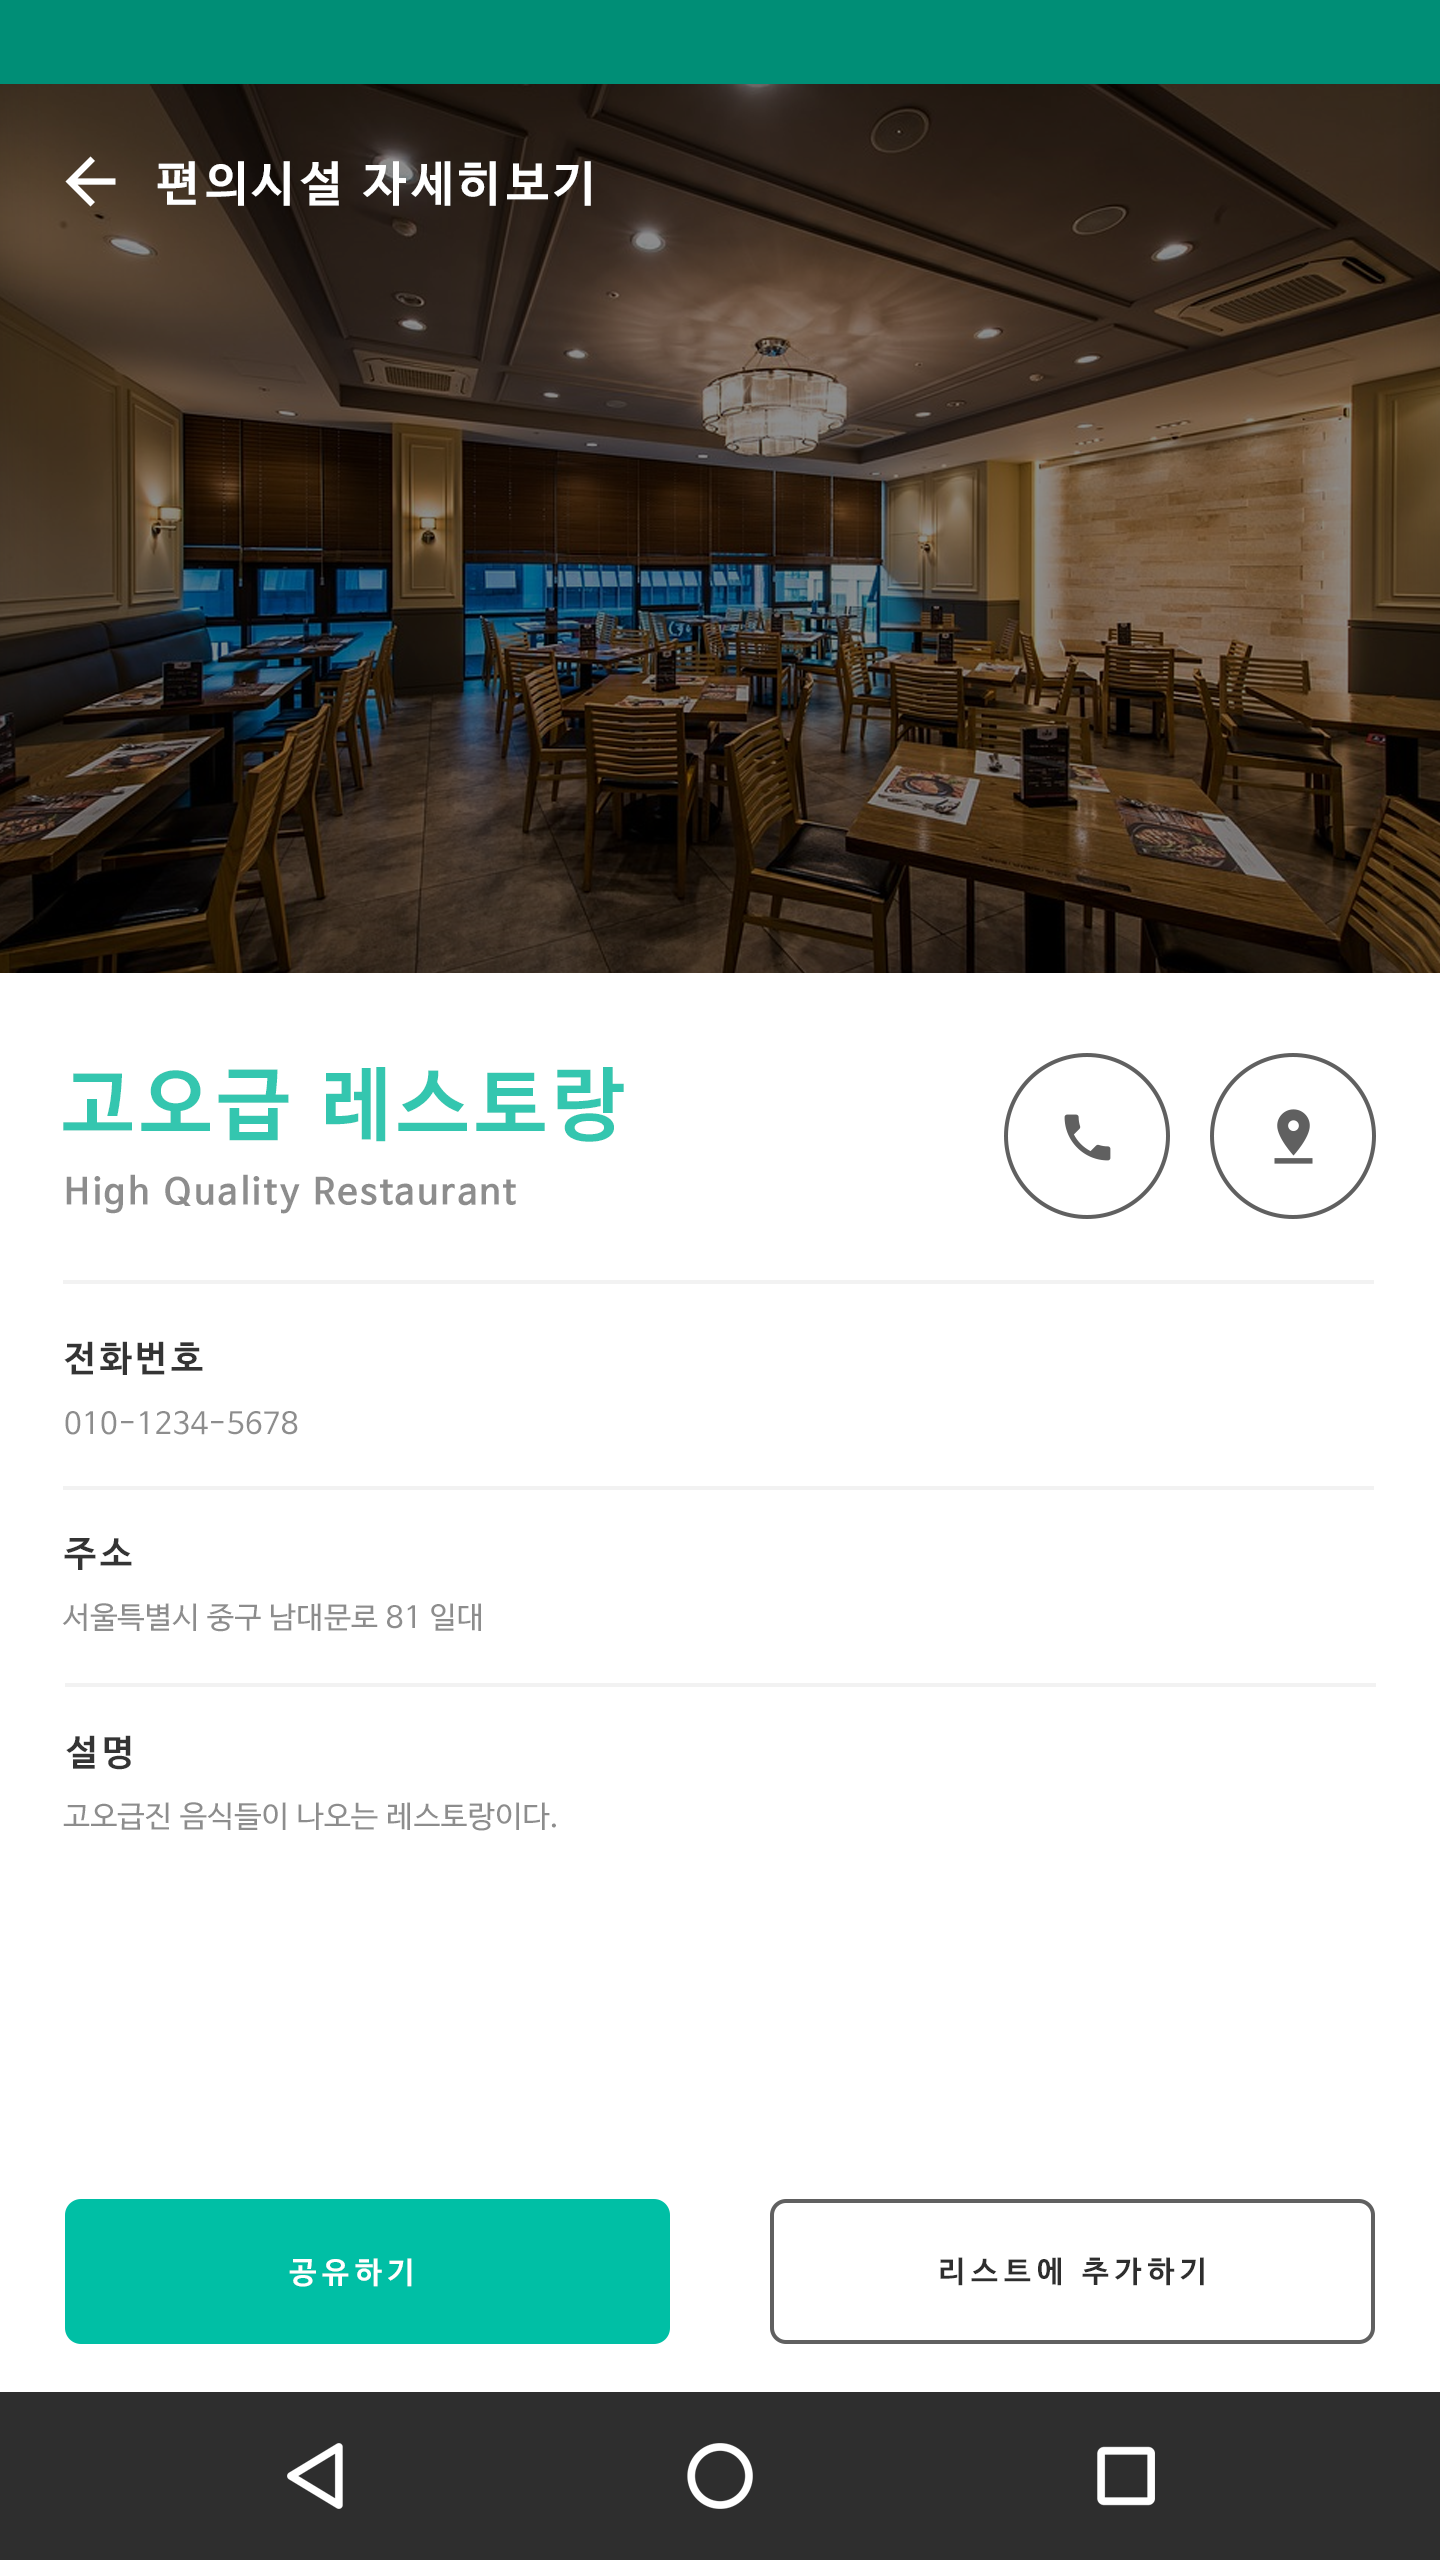 편의시설 자세히보기
고오급 레스토랑
High Quality Restaurant
전화번호
010-1234-5678
주소
서울특별시 중구 남대문로 81 일대
설명
고오급진 음식들이 나오는 레스토랑이다.
공유하기
리스트에 추가하기